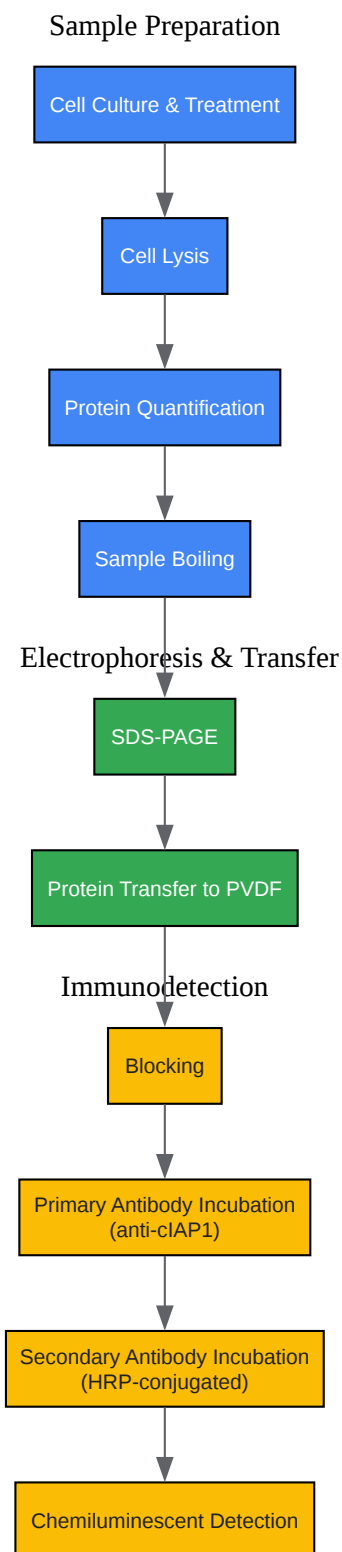 Sample Preparation
Cell Culture & Treatment
Cell Lysis
Protein Quantification
Sample Boiling
Electrophoresis & Transfer
SDS-PAGE
Protein Transfer to PVDF
Immunodetection
Blocking
Primary Antibody Incubation
(anti-cIAP1)
Secondary Antibody Incubation
(HRP-conjugated)
Chemiluminescent Detection